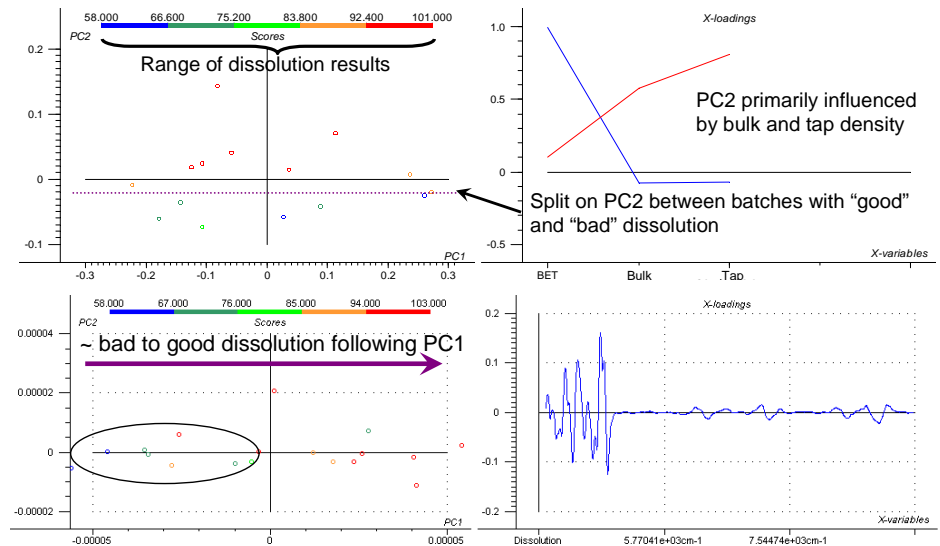 58.000 66.600 75.200 83.800 92.400 101.000
PC2 Scores
Range of dissolution results
0.2
0.1
0
-0.1
PC1
-0.3 -0.2 -0.1 0 0.1 0.2 0.3
X-loadings
1.0
0.5
0
-0.5
PC2 primarily influenced
by bulk and tap density
Split on PC2 between batches with “good”
and “bad” dissolution
X-variables
BET Bulk Tap
58.000 67.000 76.000 85.000 94.000 103.000
PC2 Scores
~ bad to good dissolution following PC1
0.00004
0.00002
0
-0.00002
PC1
-0.00005 0 0.00005
X-loadings
0.2
0.1
0
-0.1
-0.2
X-variables
Dissolution 5.77041e+03cm-1 7.54474e+03cm-1